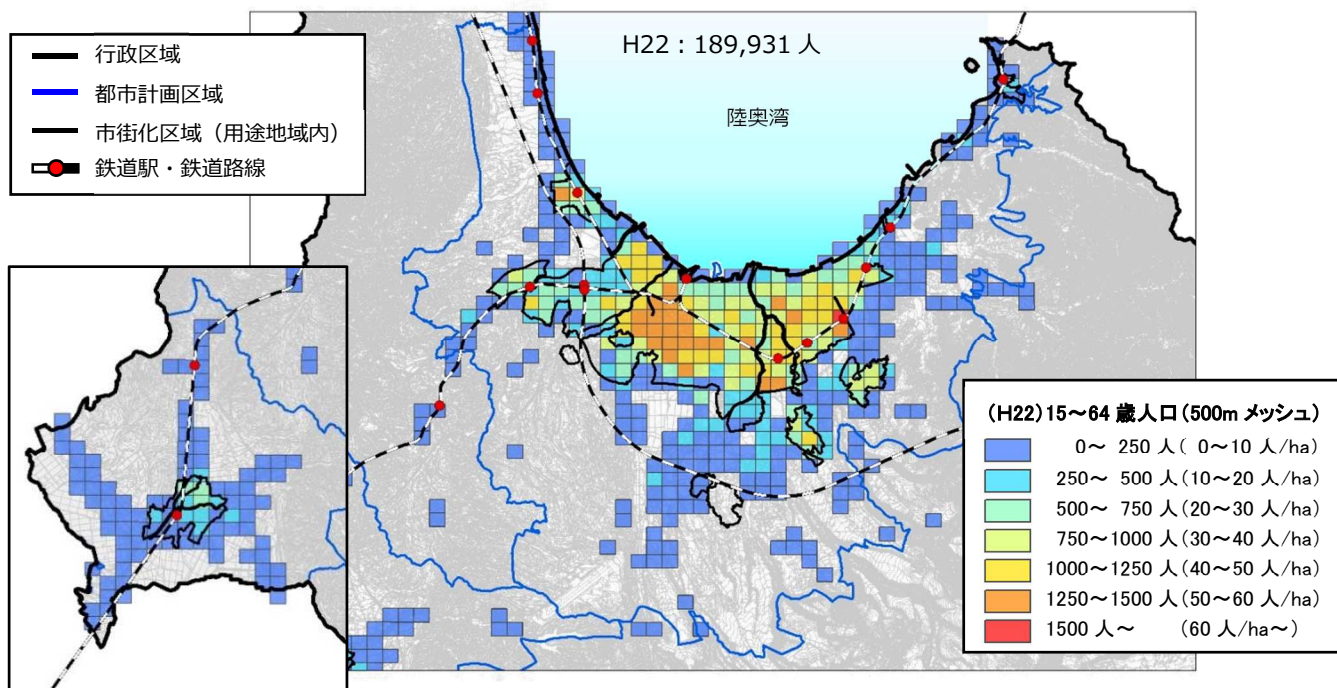 H22：189,931 人
陸奥湾
行政区域
都市計画区域
市街化区域（用途地域内）
鉄道駅・鉄道路線
(H22)15～64 歳人口(500m メッシュ)
0～ 250 人( 0～10 人/ha)
250～ 500 人(10～20 人/ha)
500～ 750 人(20～30 人/ha)
750～1000 人(30～40 人/ha)
1000～1250 人(40～50 人/ha)
1250～1500 人(50～60 人/ha)
1500 人～ (60 人/ha～)